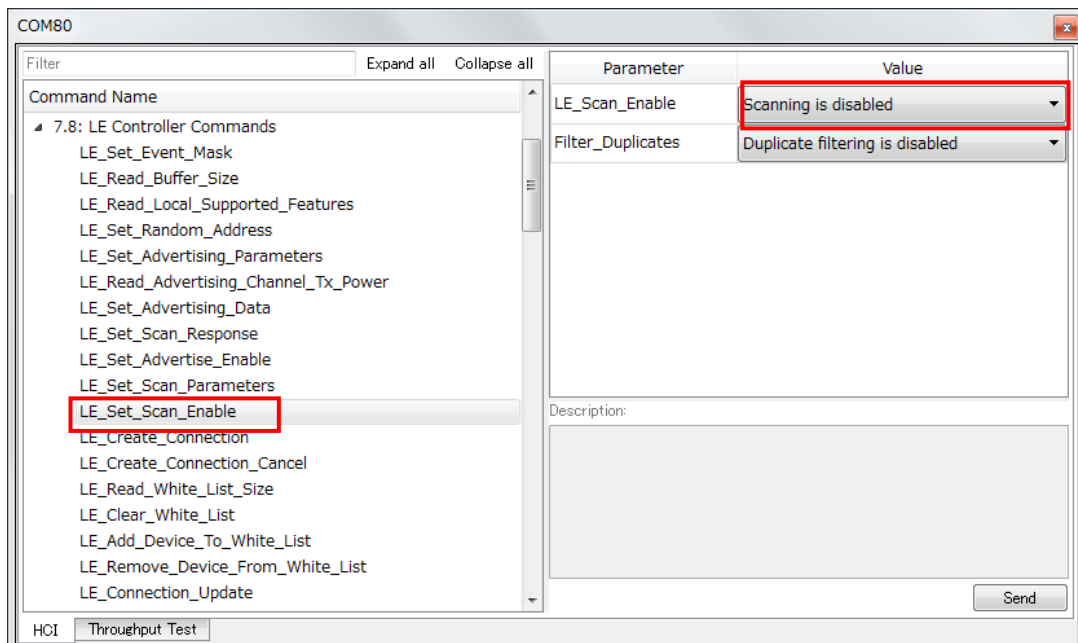 COM80
Filter
Expand all Collapse all
Command Name
7.8: LE Controller Commands
LE_Set_Event_Mask
LE_Read_Buffer_Size
LE_Read_Local_Supported_Features
LE_Set_Random_Address
LE_Set_Advertising_Parameters
LE_Read_Advertising_Channel_Tx_Power
LE_Set_Advertising_Data
LE_Set_Scan_Response
LE_Set_Advertise_Enable
LE_Set_Scan_Parameters
LE_Set_Scan_Enable
LE_Create_Connection
LE_Create_Connection_Cancel
LE_Read_White_List_Size
LE_Clear_White_List
LE_Add_Device_To_White_List
LE_Remove_Device_From_White_List
LE_Connection_Update
Parameter Value
LE_Scan_Enable Scanning is disabled
Filter_Duplicates Duplicate filtering is disabled
Description:
Send
HCI Throughput Test